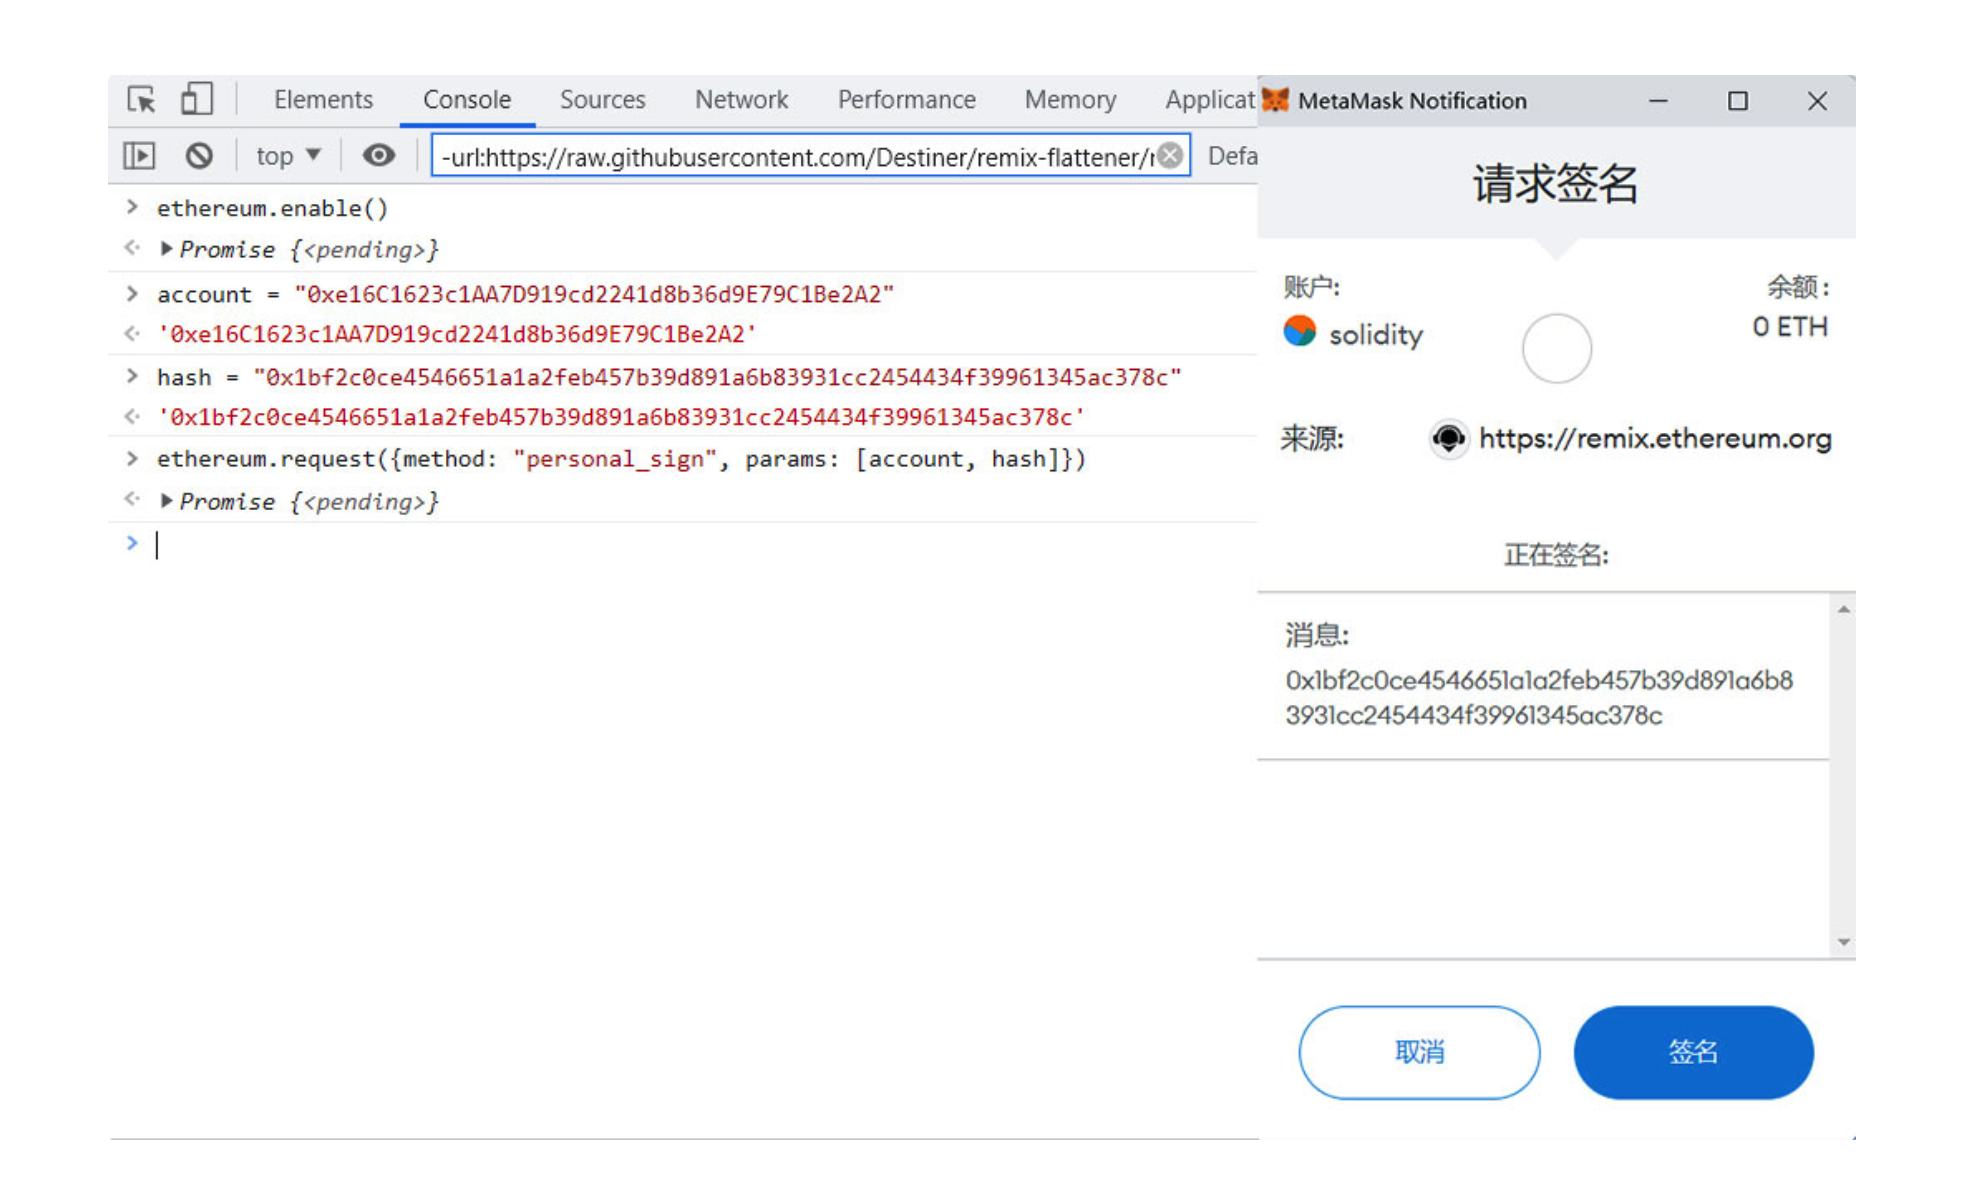 Elements Console Sources Network Performance Memory Applicat
top -url:https://raw.githubusercontent.com/Destiner/remix-flattener/ Defa
> ethereum.enable()
Promise {<pending>}
> account = "0xe16C1623c1AA7D919cd2241d8b36d9E79C1Be2A2"
'0xe16C1623c1AA7D919cd2241d8b36d9E79C1Be2A2'
> hash = "0x1bf2c0ce4546651a1a2feb457b39d891a6b83931cc2454434f39961345ac378c"
'0x1bf2c0ce4546651a1a2feb457b39d891a6b83931cc2454434f39961345ac378c'
> ethereum.request({method: "personal_sign", params: [account, hash]})
Promise {<pending>}
>
MetaMask Notification
请求签名
账户:
余额:
solidity
0 ETH
来源:
https://remix.ethereum.org
正在签名:
消息:
0x1bf2c0ce4546651a1a2feb457b39d891a6b8
3931cc2454434f39961345ac378c
取消
签名